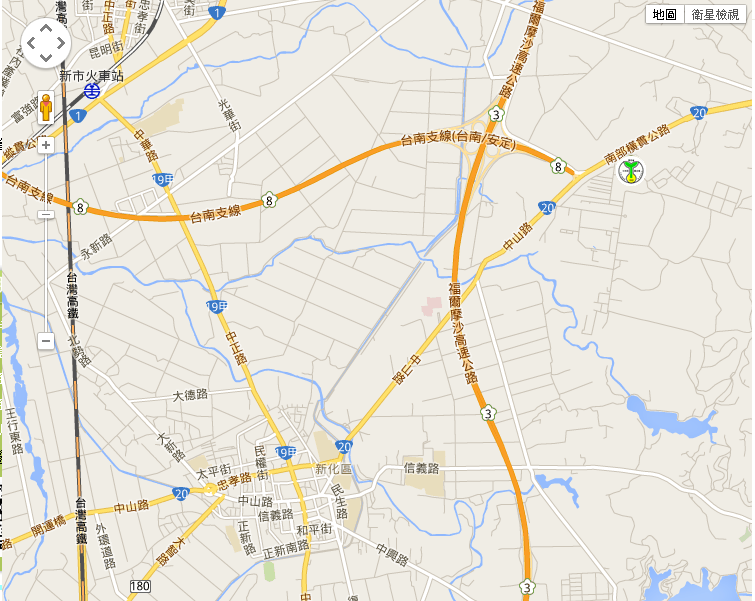 地圖
衛星檢視
忠孝街
中正路
1
昆明街
新市火車站
富強路
1
光華街
中華路
福爾摩沙高速公路
3
20
台南支線(台南/安定)
南部橫貫公路
8
19甲
台南支線
8
8
台南支線
20
中山路
永新路
台灣高鐵
19甲
福爾摩沙高速公路
中正路
北勢路
中山路
大德路
3
王行東路
大新路
民權街
19甲
20
太平街
新化區
信義路
忠孝路
20
中山路
中山路
民生路
信義路
台灣高鐵
開運橋
外環道路
正新路
和平街
正新南路
中興路
180
3